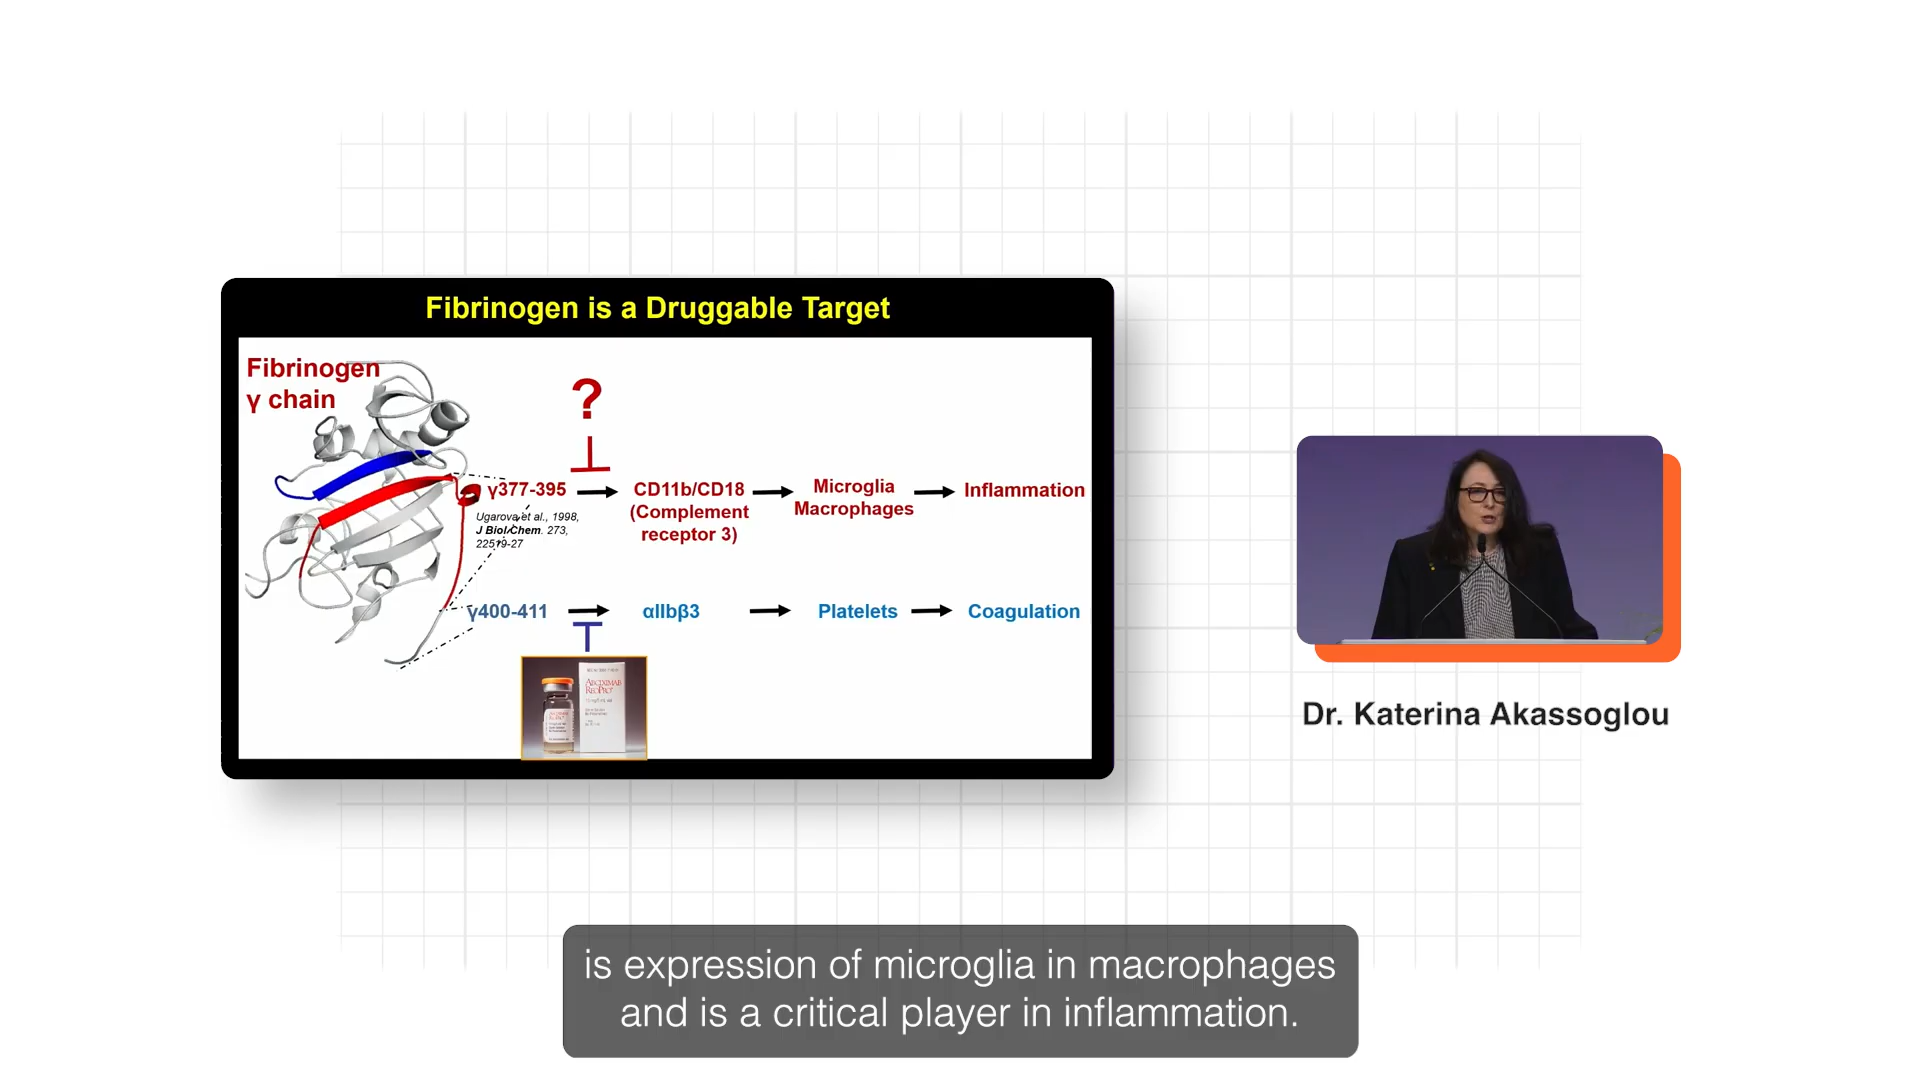 Fibrinogen is a Druggable Target
Fibrinogen
γ chain
?
γ377-395
CD11b/CD18
(Complement
receptor 3)
Microglia
Macrophages
Inflammation
Ugarova et al., 1998,
J Biol Chem. 273,
22519-27
γ400-411
αIIbβ3
Platelets
Coagulation
ABCIXIMAB
REOPRO
Dr. Katerina Akassoglou
is expression of microglia in macrophages
and is a critical player in inflammation.